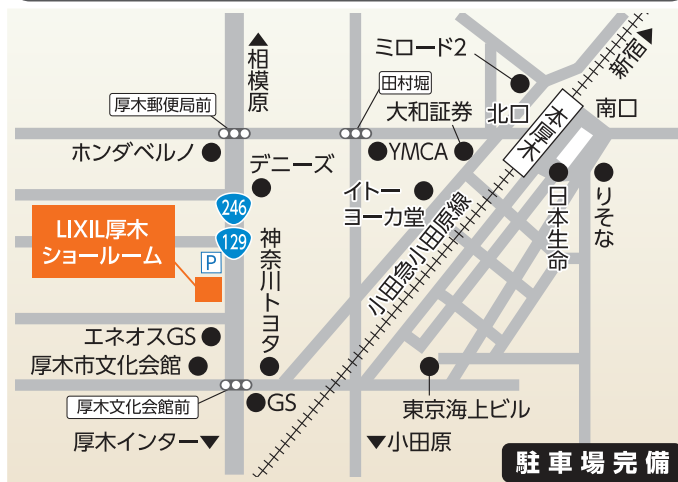 ミロード2
▲相模原
新宿▲
田村堀
厚木郵便局前
大和証券
北口
南口
本厚木
ホンダベルノ
YMCA
デニーズ
イトー
ヨーカ堂
日本生命
りそな
246
LIXIL厚木
ショールーム
129
P
神奈川トヨタ
小田急小田原線
エネオスGS
厚木市文化会館
厚木文化会館前
GS
東京海上ビル
厚木インター▼
▼小田原
駐車場完備